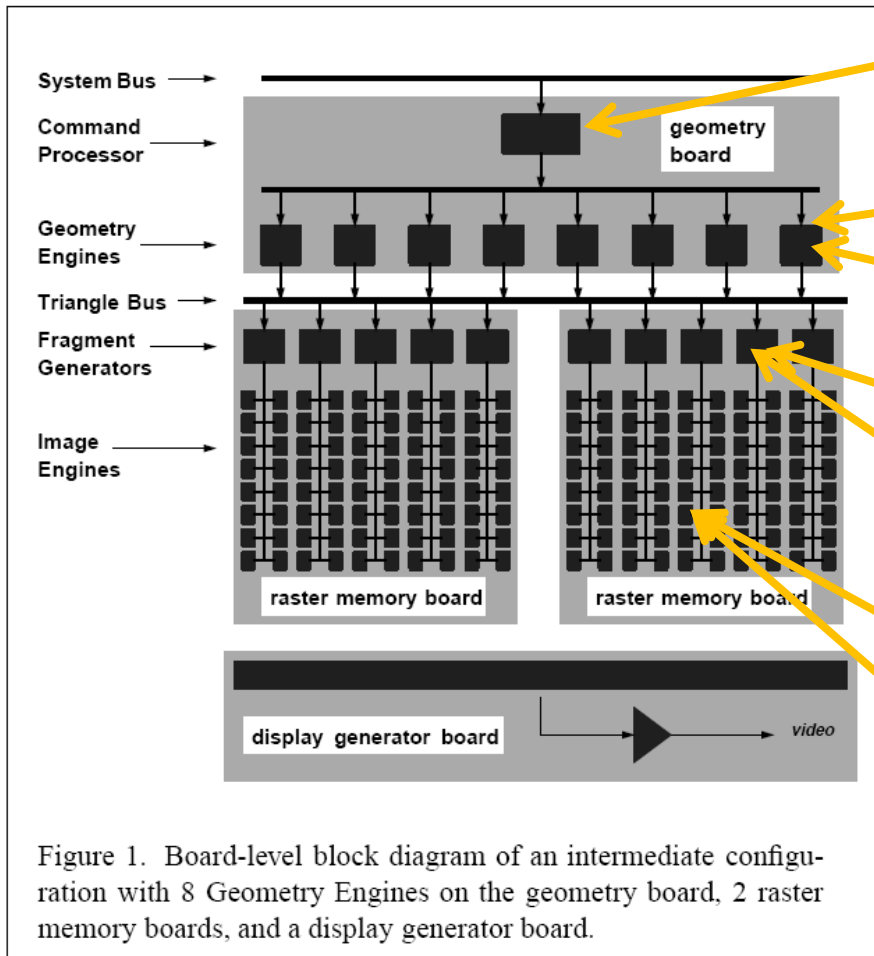 System Bus
Command
Processor
geometry
board
Geometry
Engines
Triangle Bus
Fragment
Generators
Image
Engines
raster memory board
raster memory board
display generator board
video
Figure 1. Board-level block diagram of an intermediate configu-
ration with 8 Geometry Engines on the geometry board, 2 raster
memory boards, and a display generator board.